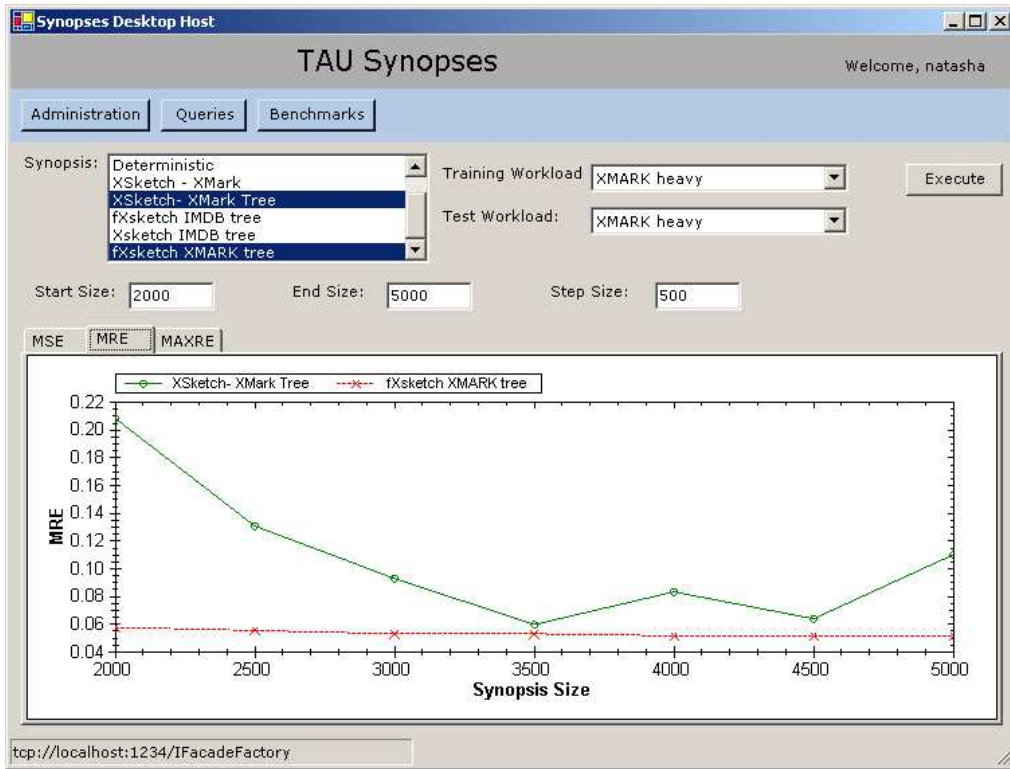 Synopses Desktop Host
TAU Synopses
Welcome, natasha
Administration
Queries
Benchmarks
Synopsis:
Deterministic
XSketch - XMark
XSketch- XMark Tree
fXsketch IMDB tree
Xsketch IMDB tree
fXsketch XMARK tree
Training Workload
XMARK heavy
Test Workload:
XMARK heavy
Execute
Start Size:
2000
End Size:
5000
Step Size:
500
MSE
MRE
MAXRE
XSketch- XMark Tree
fXsketch XMARK tree
0.22
0.20
0.18
0.16
0.14
0.12
0.10
0.08
0.06
0.04
MRE
2000
2500
3000
3500
4000
4500
5000
Synopsis Size
tcp://localhost:1234/IFacadeFactory